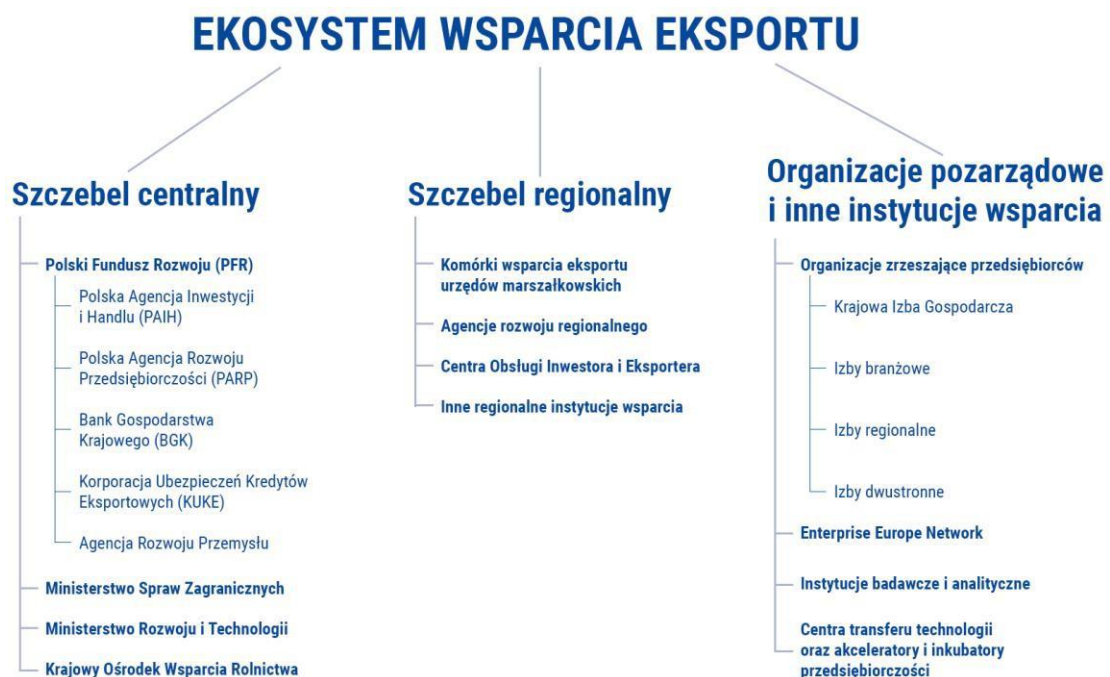 EKOSYSTEM WSPARCIA EKSPORTU
Szczebel centralny
Polski Fundusz Rozwoju (PFR)
Polska Agencja Inwestycji
i Handlu (PAIH)
Polska Agencja Rozwoju
Przedsiębiorczości (PARP)
Bank Gospodarstwa
Krajowego (BGK)
Korporacja Ubezpieczeń Kredytów
Eksportowych (KUKE)
Agencja Rozwoju Przemysłu
Ministerstwo Spraw Zagranicznych
Ministerstwo Rozwoju i Technologii
Krajowy Ośrodek Wsparcia Rolnictwa
Szczebel regionalny
Komórki wsparcia eksportu
urzędów marszałkowskich
Agencje rozwoju regionalnego
Centra Obsługi Inwestora i Eksportera
Inne regionalne instytucje wsparcia
Organizacje pozarządowe
i inne instytucje wsparcia
Organizacje zrzeszające przedsiębiorców
Krajowa Izba Gospodarcza
Izby branżowe
Izby regionalne
Izby dwustronne
Enterprise Europe Network
Instytucje badawcze i analityczne
Centra transferu technologii
oraz akceleratory i inkubatory
przedsiębiorczości